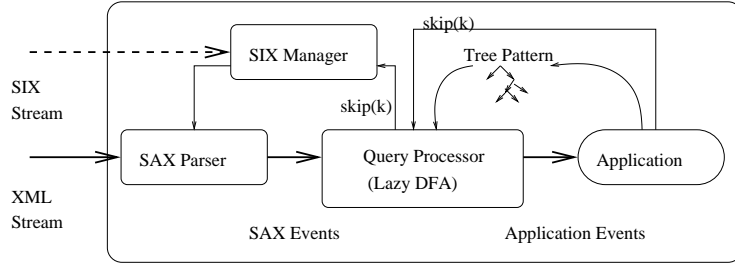 skip(k)
SIX Manager
Tree Pattern
SIX
Stream
skip(k)
SAX Parser
Query Processor
(Lazy DFA)
Application
XML
Stream
SAX Events
Application Events